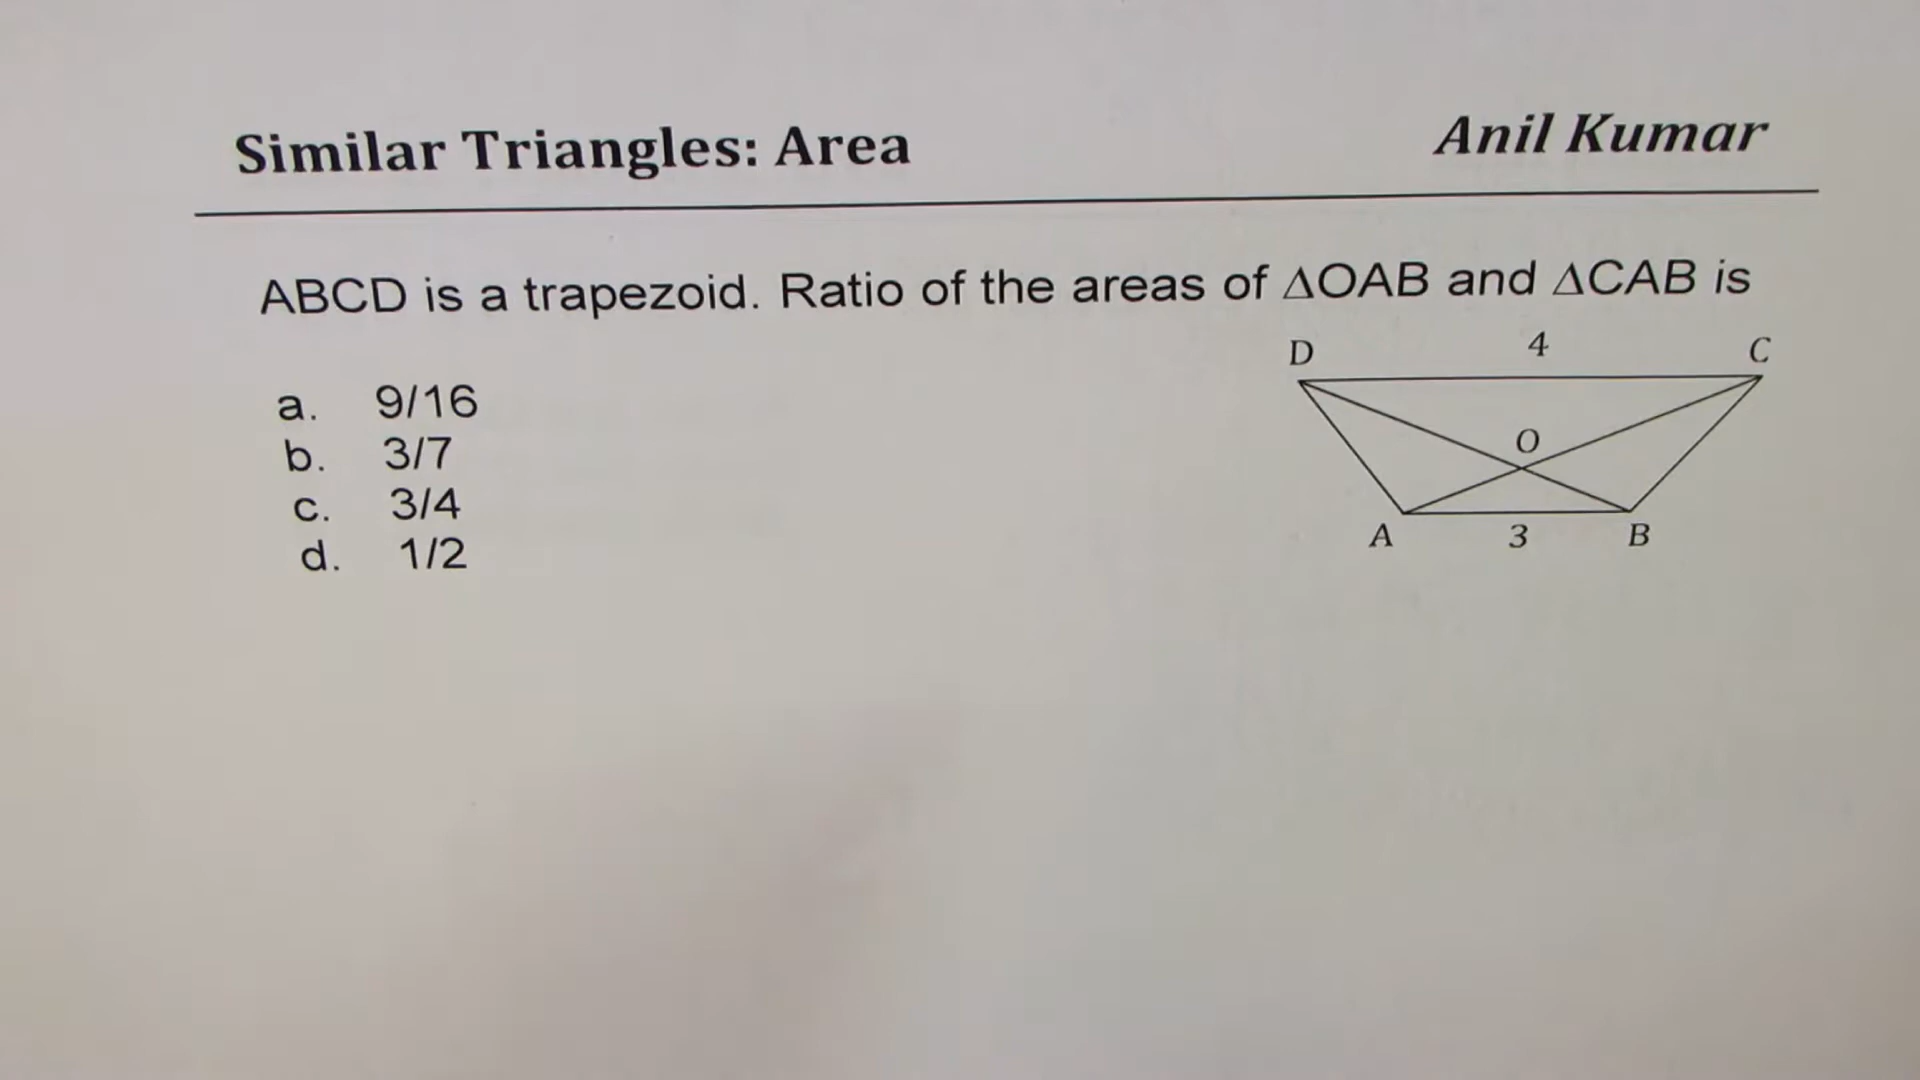 Similar Triangles: Area
Anil Kumar
ABCD is a trapezoid. Ratio of the areas of ΔOAB and ΔCAB is
a. 9/16
b. 3/7
c. 3/4
d. 1/2
D 4 C
O
A 3 B